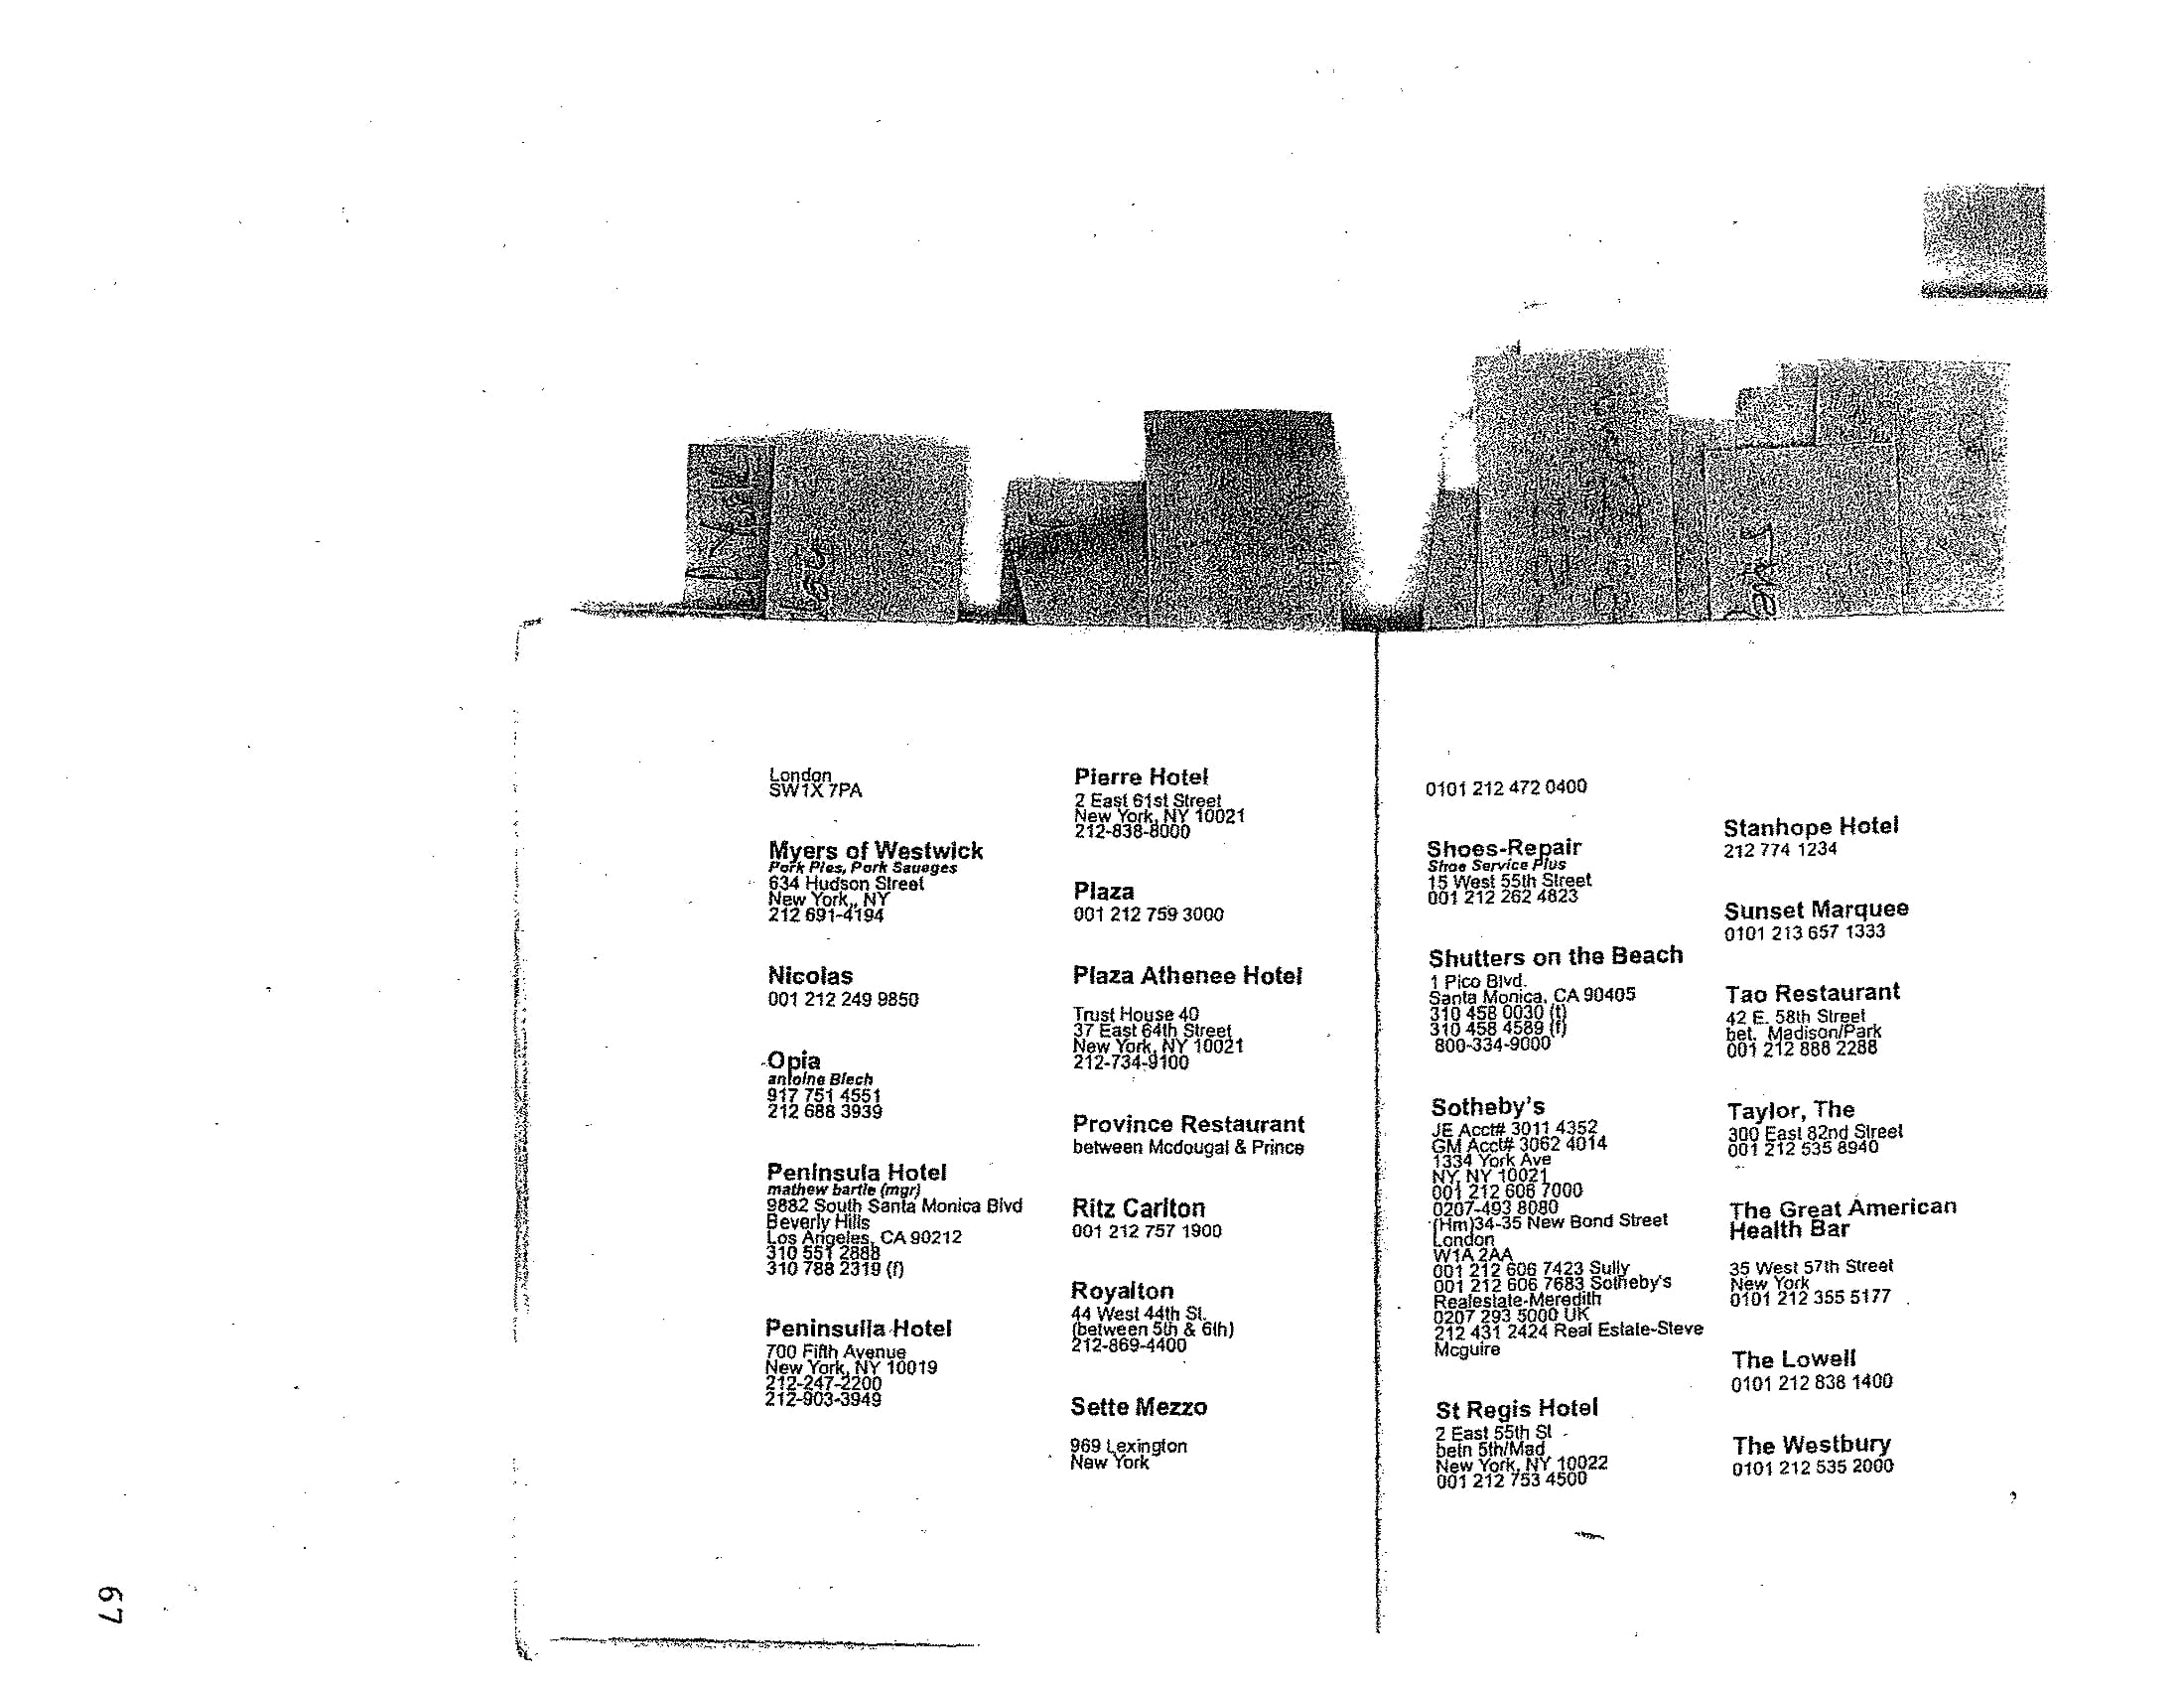 London
SW1X 7PA
Myers of Westwick
Pork Pies, Pork Sauages
634 Hudson Street
New York,, NY
212 691-4194
Nicolas
001 212 249 9850
Opia
antoine Blech
917 751 4551
212 688 3939
Peninsula Hotel
mathew bartle (mgr)
9882 South Santa Monica Blvd
Beverly Hills
Los Angeles, CA 90212
310 551 2888
310 788 2319 (f)
Peninsulla Hotel
700 Fifth Avenue
New York, NY 10019
212-247-2200
212-903-3949
Pierre Hotel
2 East 61st Street
New York, NY 10021
212-838-8000
Plaza
001 212 759 3000
Plaza Athenee Hotel
Trust House 40
37 East 64th Street
New York, NY 10021
212-734-9100
Province Restaurant
between Mcdougal & Prince
Ritz Carlton
001 212 757 1900
Royalton
44 West 44th St.
(between 5th & 6th)
212-869-4400
Sette Mezzo
969 Lexington
New York
0101 212 472 0400
Shoes-Repair
Shoe Service Plus
15 West 55th Street
001 212 262 4823
Shutters on the Beach
1 Pico Blvd.
Santa Monica, CA 90405
310 458 0030 (t)
310 458 4589 (f)
800-334-9000
Sotheby's
JE Acct# 3011 4352
GM Acct# 3062 4014
1334 York Ave
NY, NY 10021
001 212 606 7000
0207-493 8080
(Hm)34-35 New Bond Street
London
W1A 2AA
001 212 606 7423 Sully
001 212 606 7683 Sotheby's
Realestate-Meredith
0207 293 5000 UK
212 431 2424 Real Estate-Steve
Mcguire
St Regis Hotel
2 East 55th St
betn 5th/Mad
New York, NY 10022
001 212 753 4500
Stanhope Hotel
212 774 1234
Sunset Marquee
0101 213 657 1333
Tao Restaurant
42 E. 58th Street
bet. Madison/Park
001 212 888 2288
Taylor, The
300 East 82nd Street
001 212 535 8940
The Great American
Health Bar
35 West 57th Street
New York
0101 212 355 5177
The Lowell
0101 212 838 1400
The Westbury
0101 212 535 2000
67